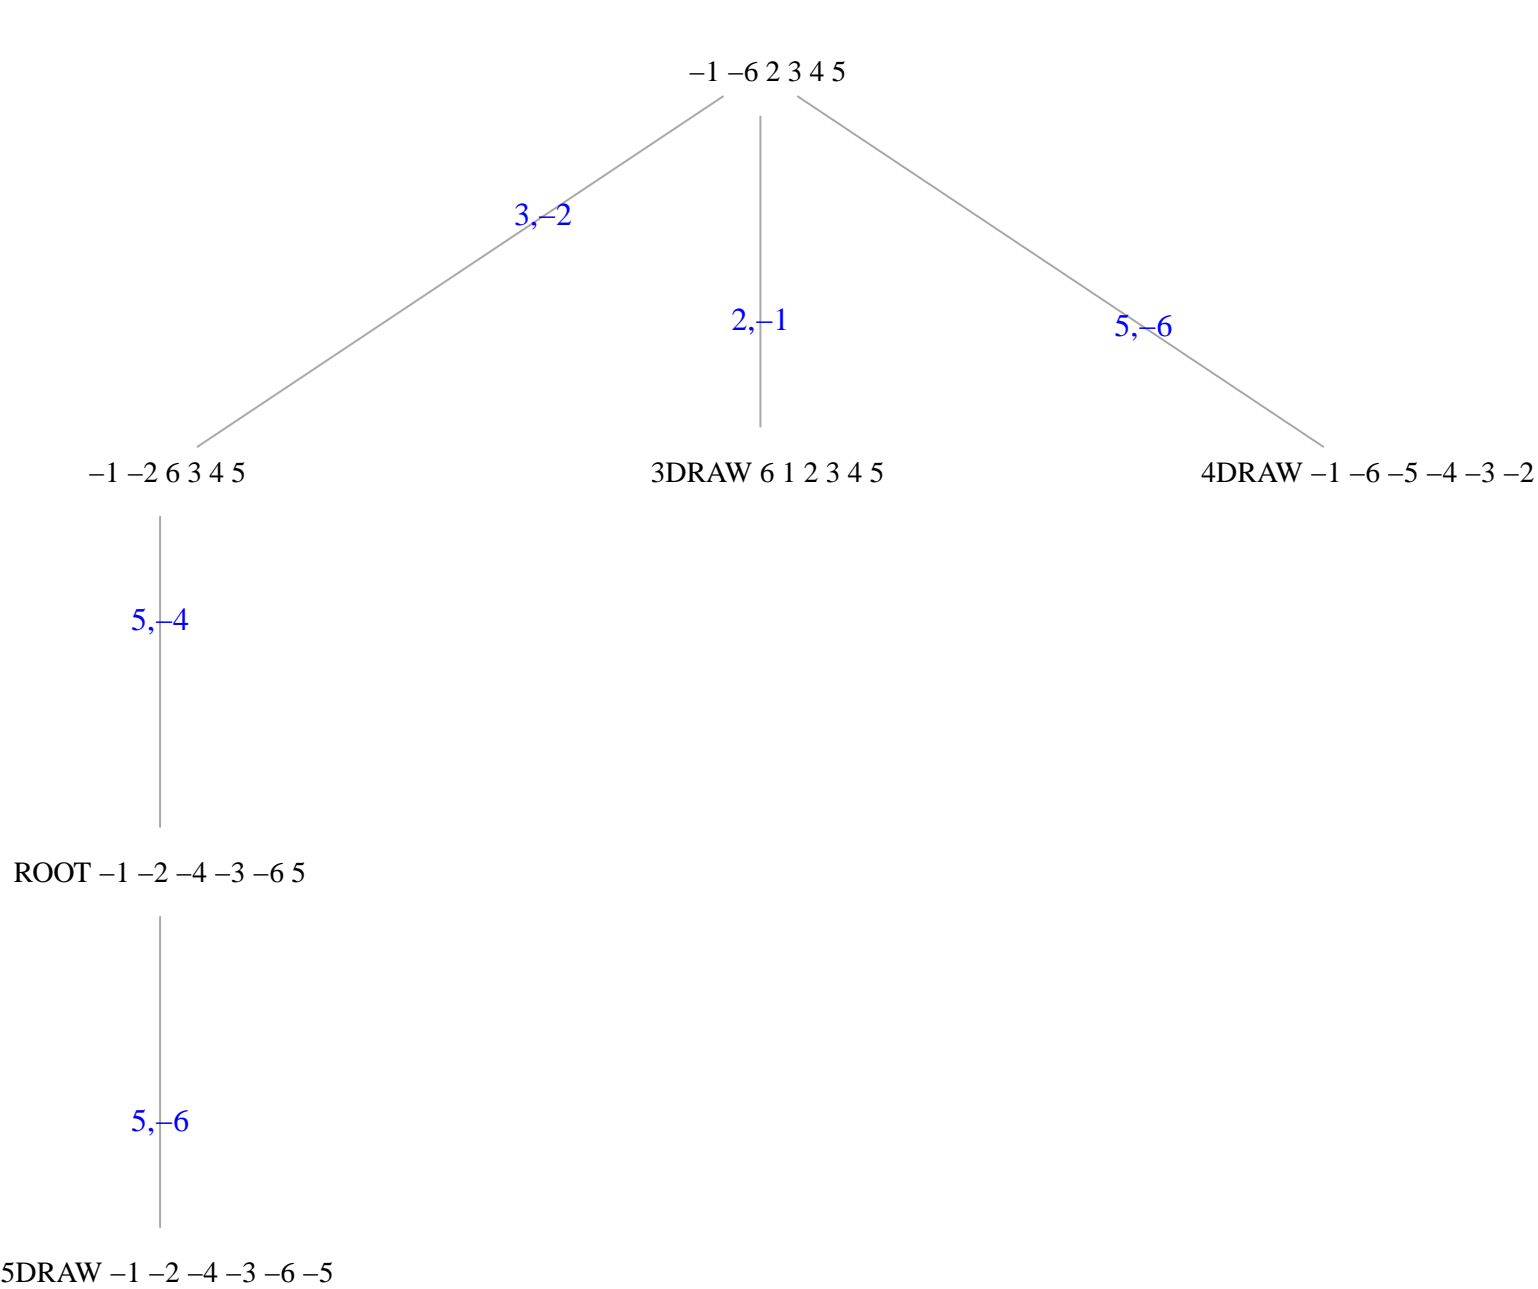 –1 –6 2 3 4 5
3,–2
2,–1
5,–6
–1 –2 6 3 4 5
3DRAW 6 1 2 3 4 5
4DRAW –1 –6 –5 –4 –3 –2
5,–4
ROOT –1 –2 –4 –3 –6 5
5,–6
5DRAW –1 –2 –4 –3 –6 –5